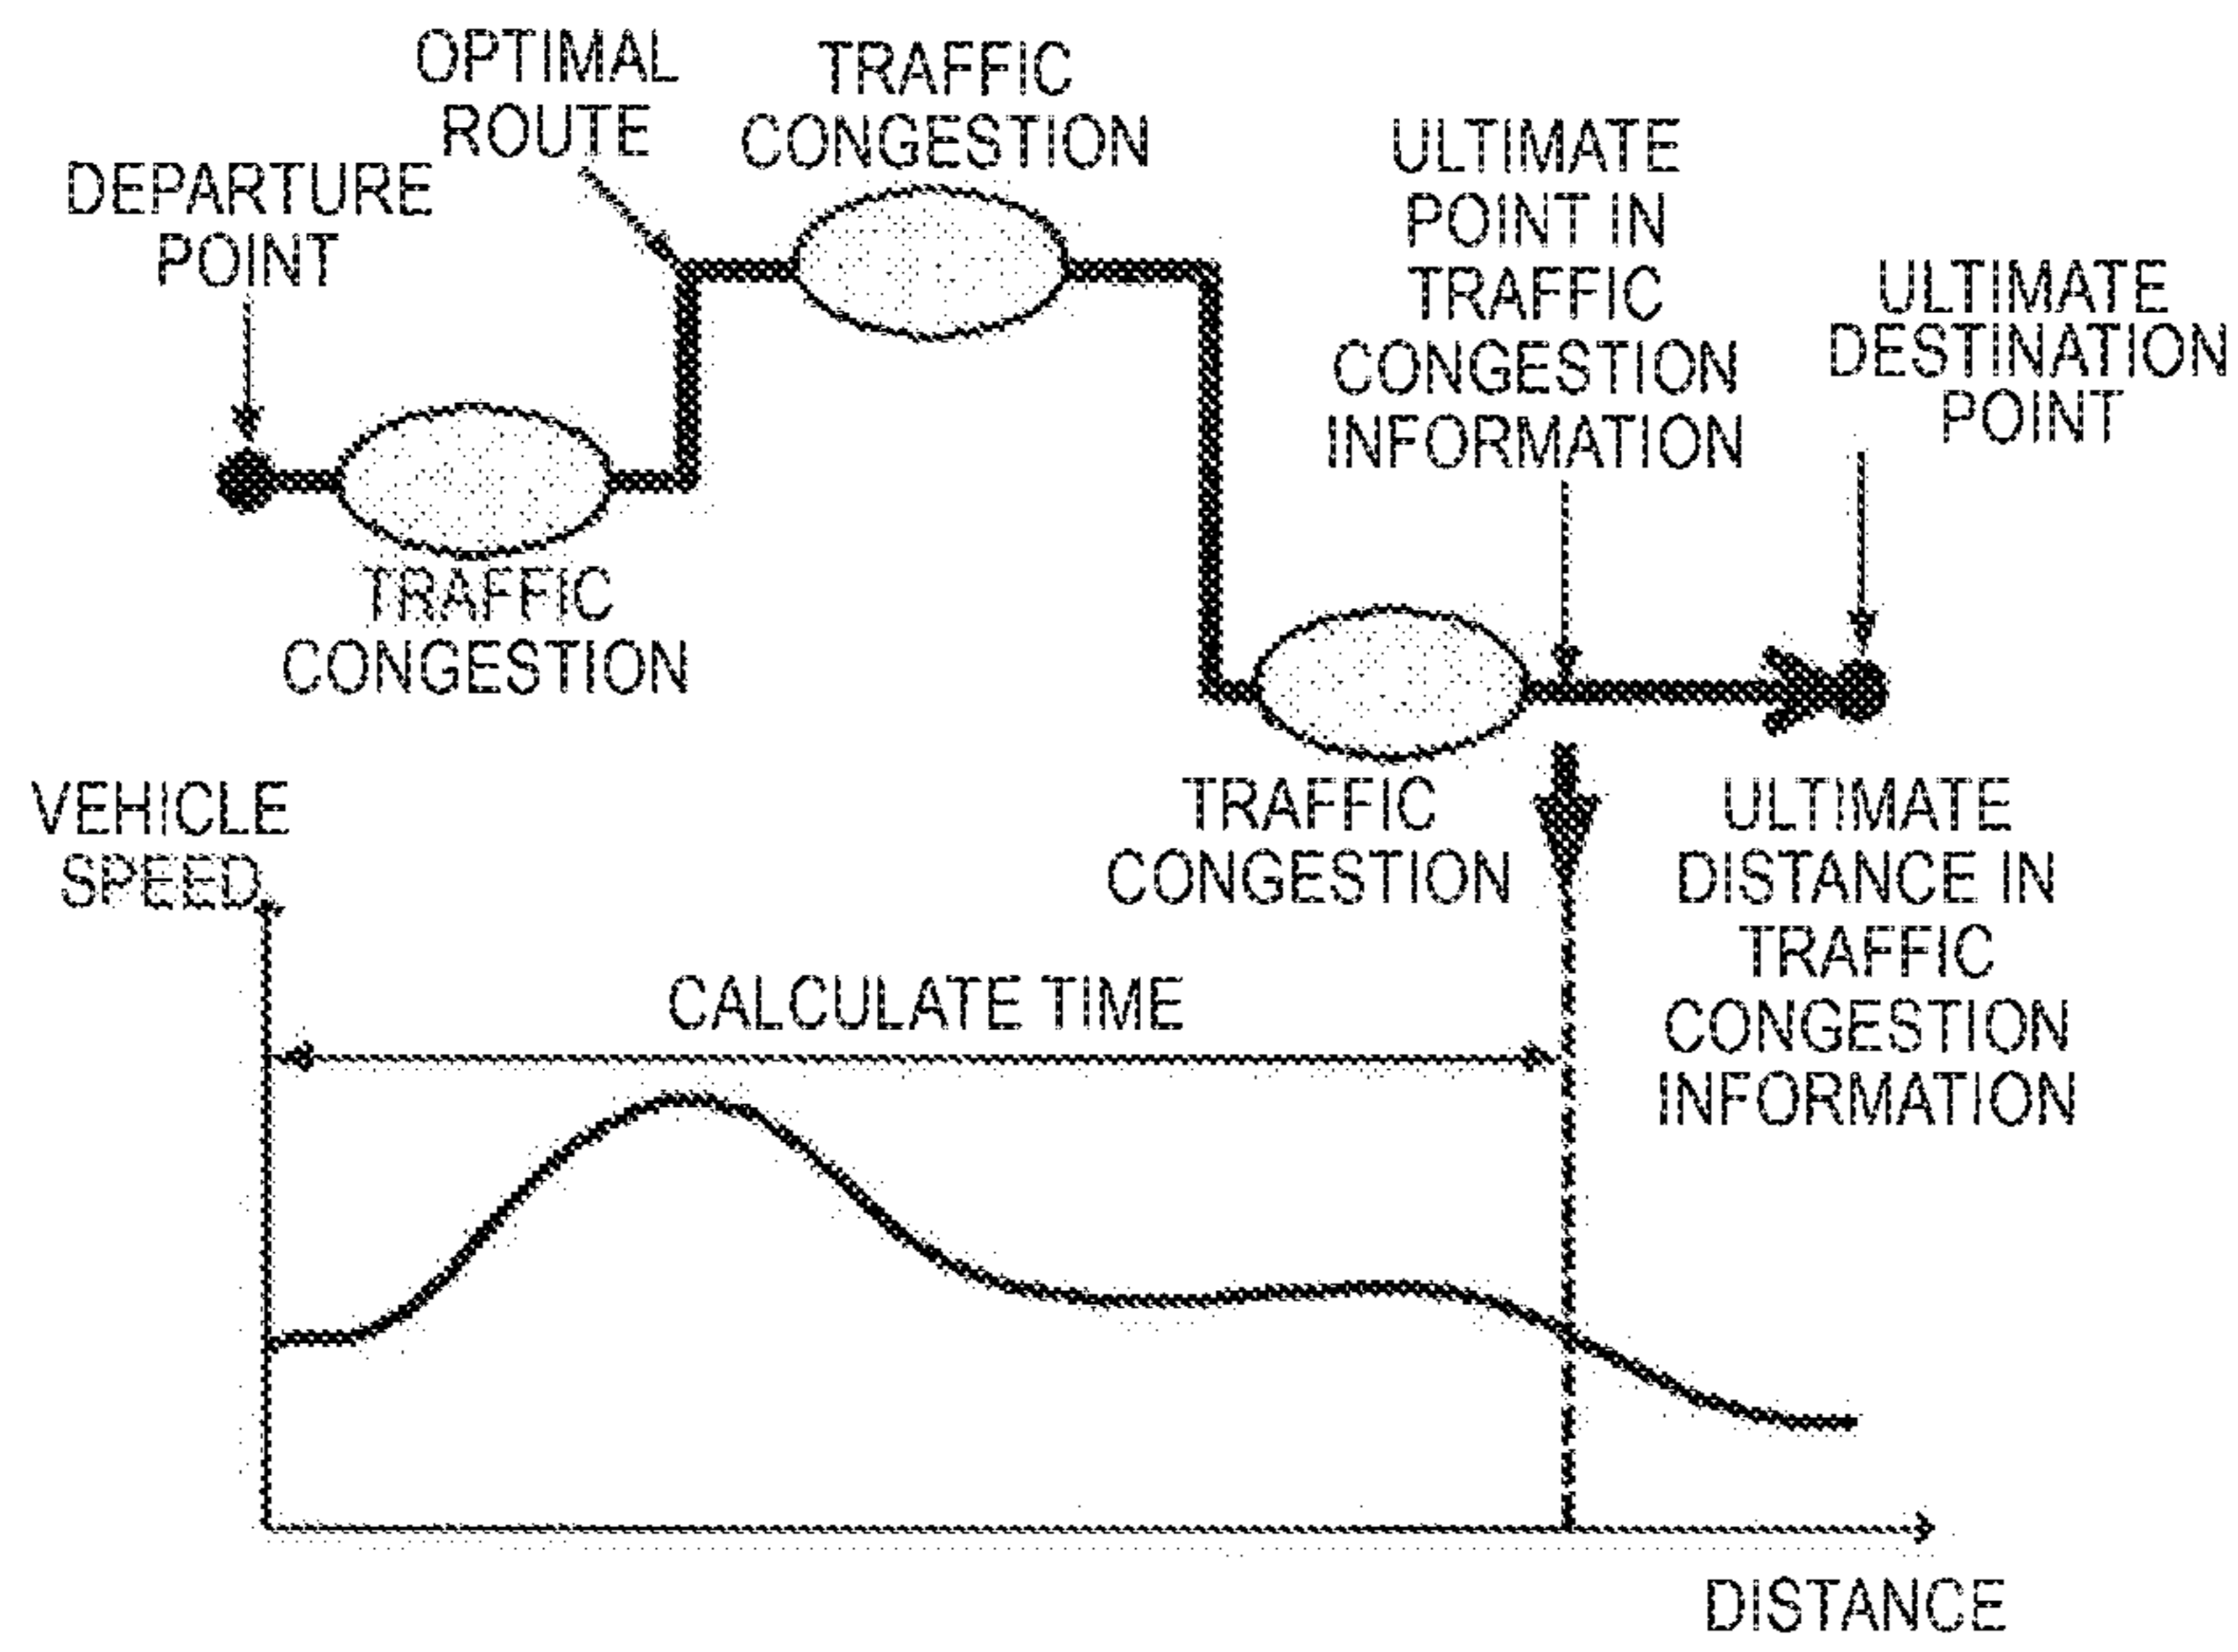 OPTIMAL
ROUTE
TRAFFIC
CONGESTION
DEPARTURE
POINT
ULTIMATE
POINT IN
TRAFFIC
CONGESTION
INFORMATION
ULTIMATE
DESTINATION
POINT
TRAFFIC
CONGESTION
TRAFFIC
CONGESTION
VEHICLE
SPEED
ULTIMATE
DISTANCE IN
TRAFFIC
CONGESTION
INFORMATION
CALCULATE TIME
DISTANCE